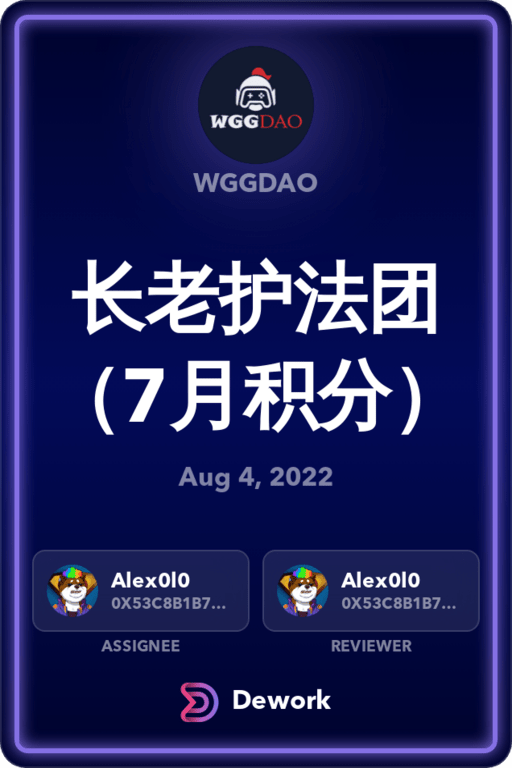 WGGDAO
WGGDAO
长老护法团
（7月积分）
Aug 4, 2022
Alex0l0
0X53C8B1B7...
ASSIGNEE
Alex0l0
0X53C8B1B7...
REVIEWER
Dework